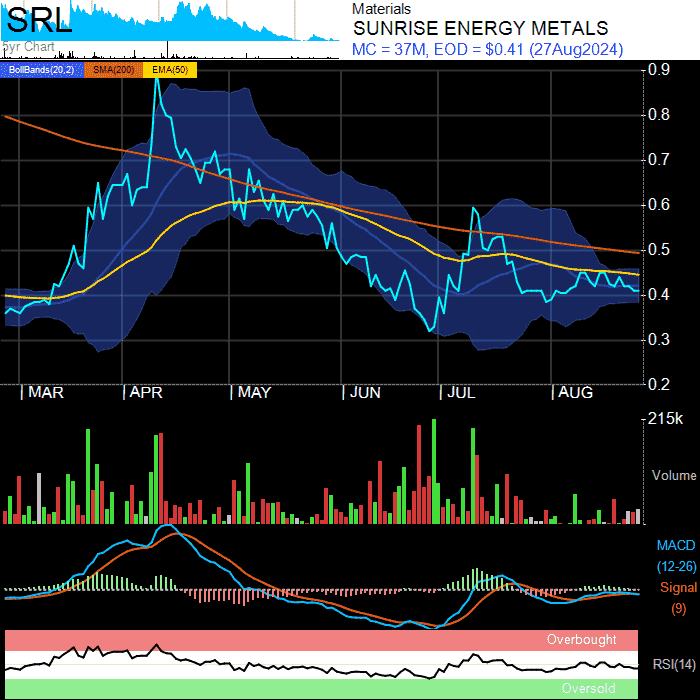 SRL
5yr Chart
Materials
SUNRISE ENERGY METALS
MC = 37M, EOD = $0.41 (27Aug2024)
BollBands(20,2) SMA(200) EMA(50)
0.9
0.8
0.7
0.6
0.5
0.4
0.3
0.2
MAR APR MAY JUN JUL AUG
215k
Volume
MACD
(12-26)
Signal
(9)
Overbought
RSI(14)
Oversold